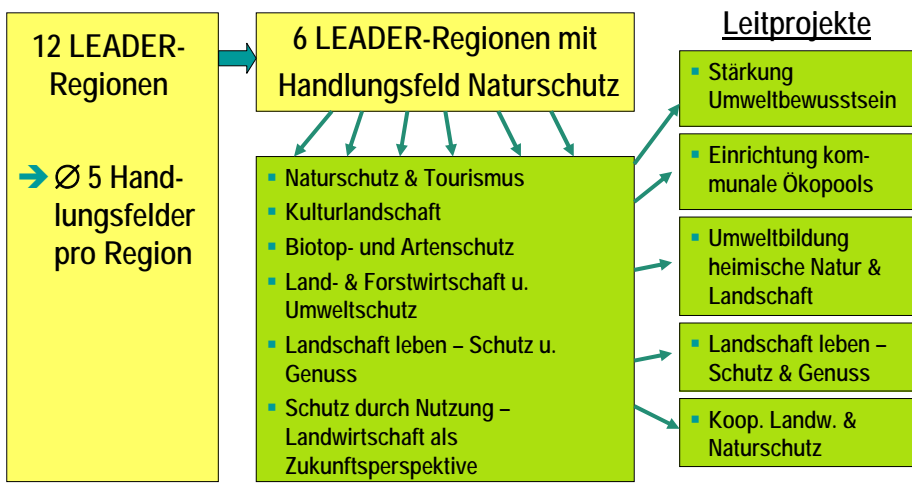 12 LEADER-
Regionen
Ø 5 Hand-
lungsfelder
pro Region
6 LEADER-Regionen mit
Handlungsfeld Naturschutz
Naturschutz & Tourismus
Kulturlandschaft
Biotop- und Artenschutz
Land- & Forstwirtschaft u.
Umweltschutz
Landschaft leben – Schutz u.
Genuss
Schutz durch Nutzung –
Landwirtschaft als
Zukunftsperspektive
Leitprojekte
Stärkung
Umweltbewusstsein
Einrichtung kom-
munale Ökopools
Umweltbildung
heimische Natur &
Landschaft
Landschaft leben –
Schutz & Genuss
Koop. Landw. &
Naturschutz